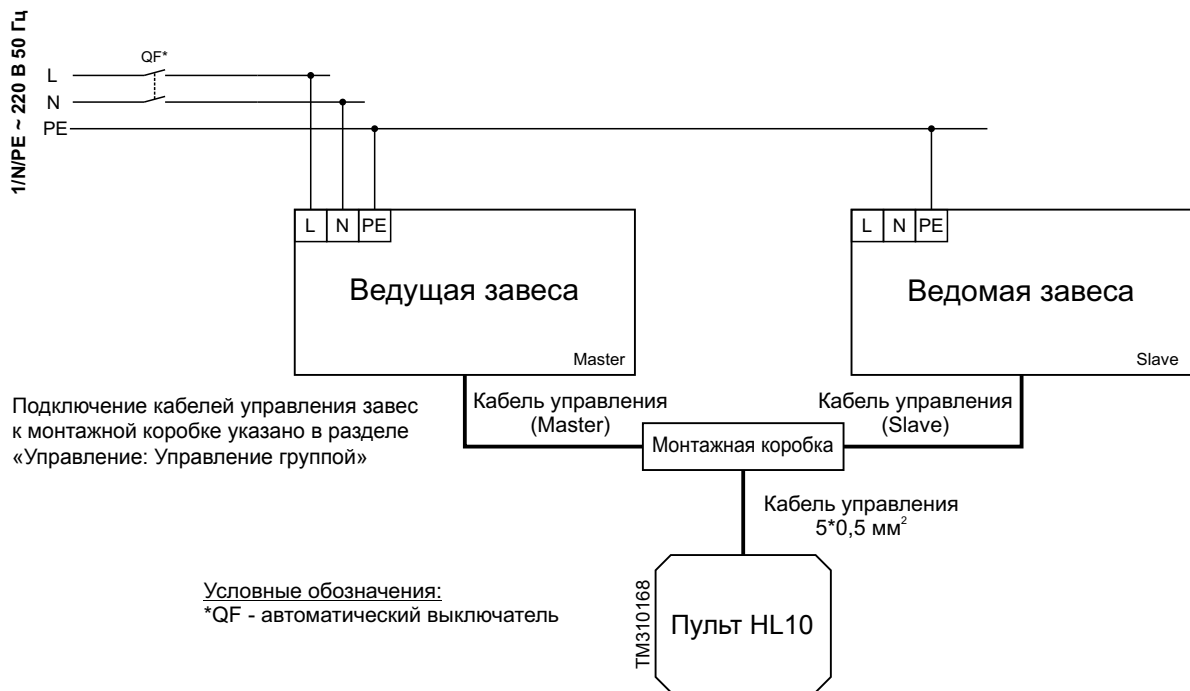 1/N/PE ~ 220 В 50 Гц
QF*
L
N
PE
L N PE
Ведущая завеса
Master
L N PE
Ведомая завеса
Slave
Подключение кабелей управления завес
к монтажной коробке указано в разделе
«Управление: Управление группой»
Кабель управления
(Master)
Кабель управления
(Slave)
Монтажная коробка
Кабель управления
5*0,5 мм²
Условные обозначения:
*QF - автоматический выключатель
TM310168
Пульт HL10